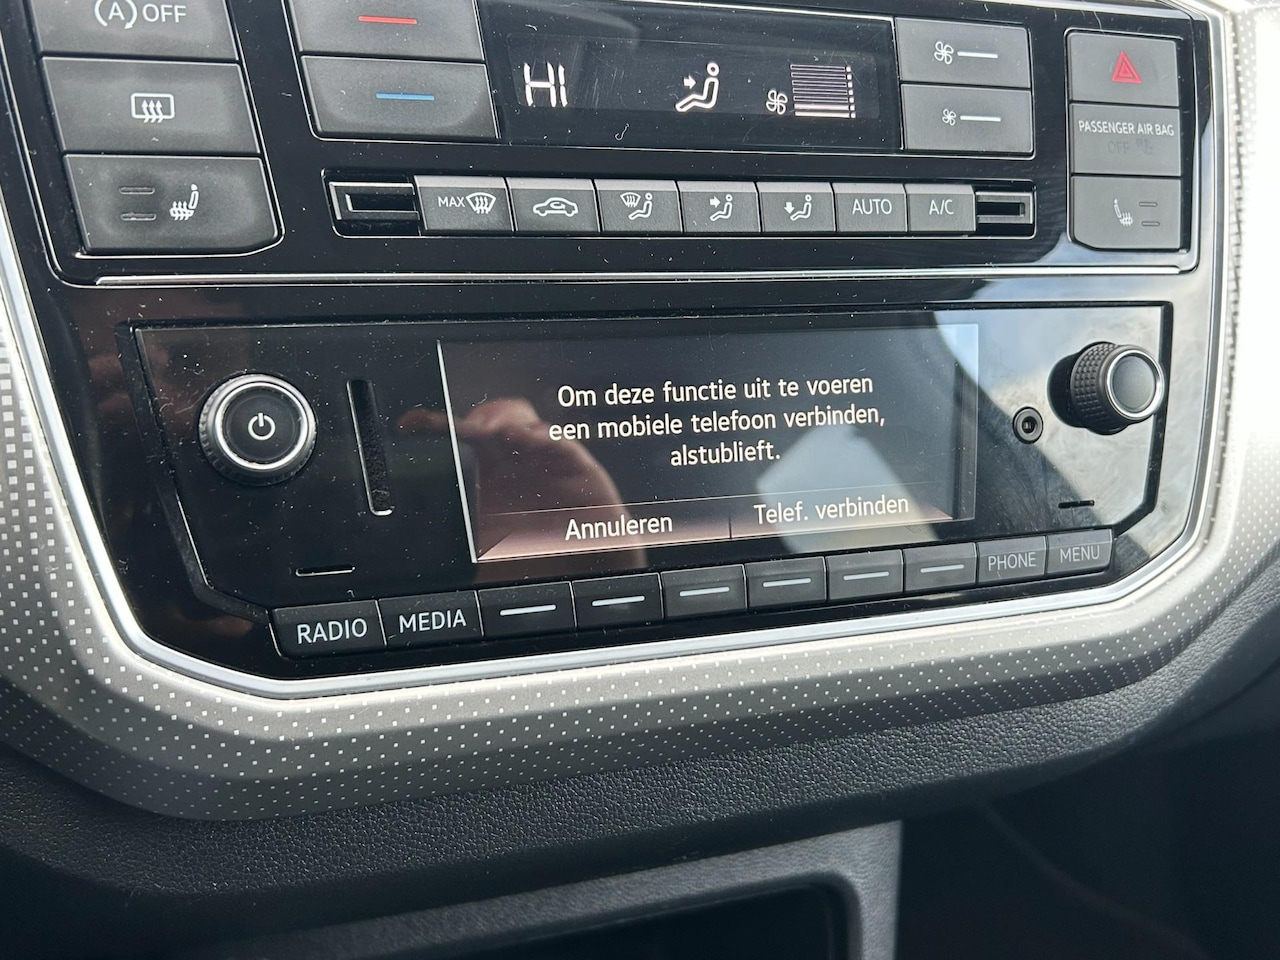 (A) OFF
HI
PASSENGER AIR BAG
OFF
MAX
AUTO
A/C
Om deze functie uit te voeren
een mobiele telefoon verbinden,
alstublieft.
Annuleren
Telef. verbinden
RADIO
MEDIA
PHONE
MENU